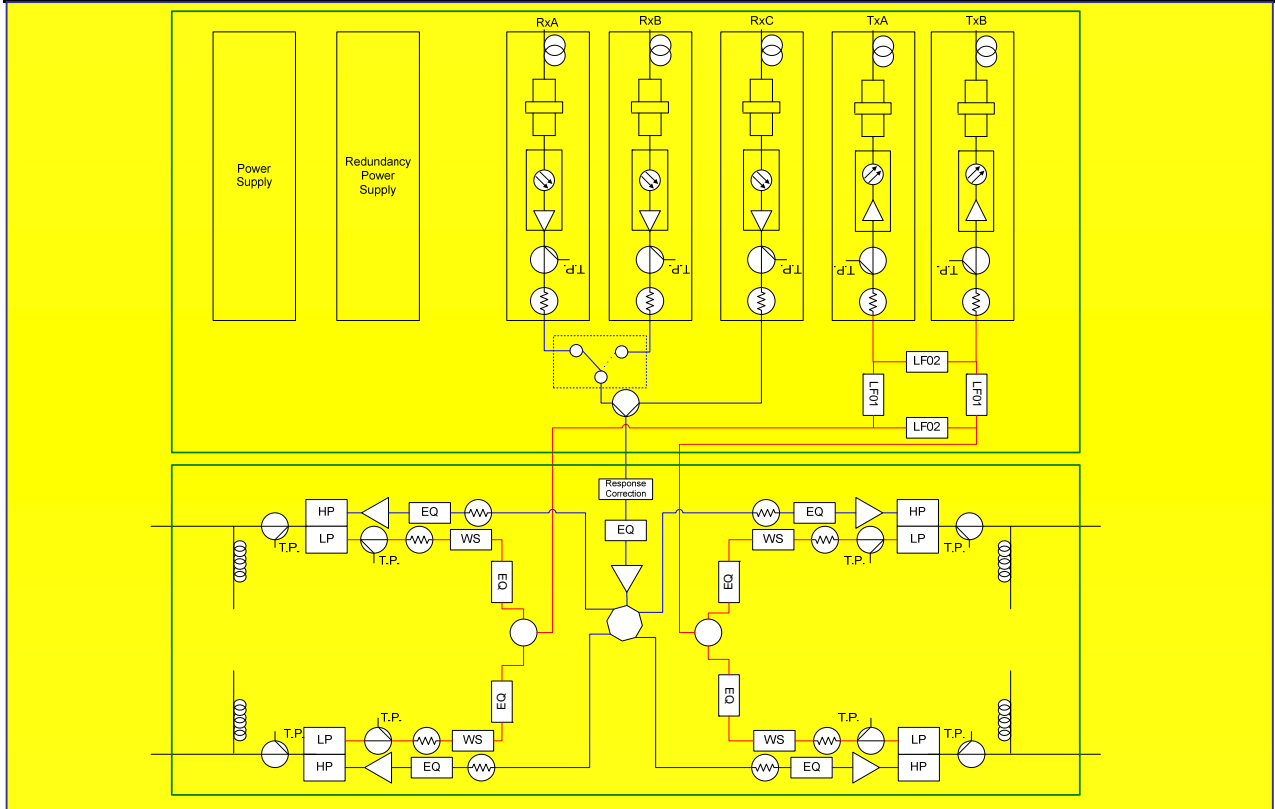 RxA
RxB
RxC
TxA
TxB
Power
Supply
Redundancy
Power
Supply
T.P.
T.P.
T.P.
T.P.
T.P.
LF02
LF01
LF01
LF02
Response
Correction
HP
EQ
EQ
EQ
HP
LP
WS
WS
LP
T.P.
T.P.
T.P.
T.P.
EQ
EQ
EQ
EQ
T.P.
T.P.
T.P.
T.P.
LP
WS
WS
LP
HP
EQ
EQ
HP